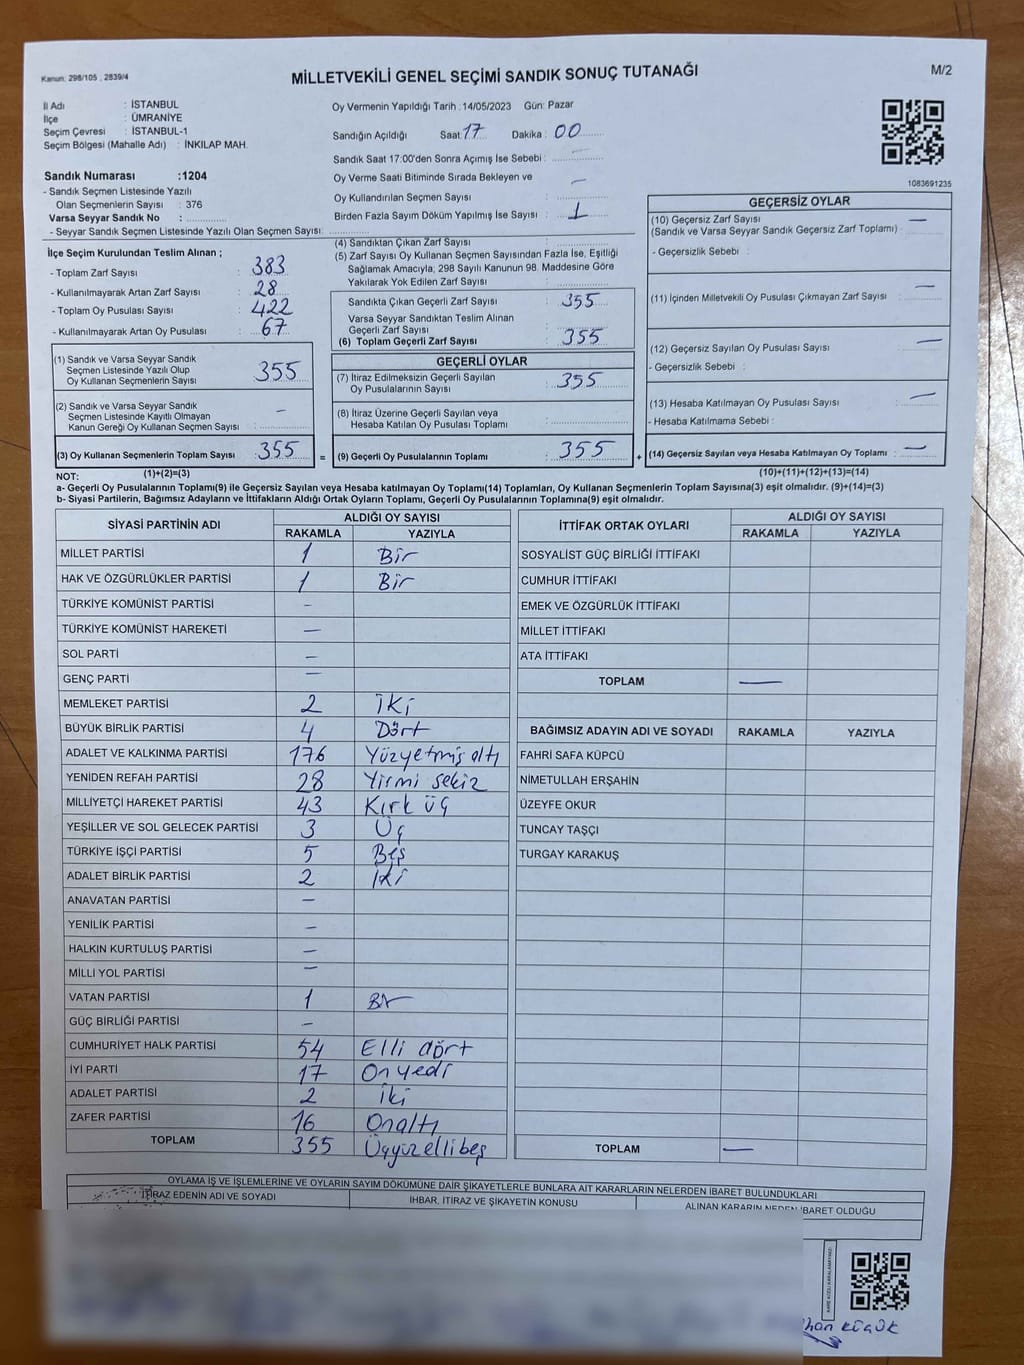 Kanun: 298/105 , 2839/4
MİLLETVEKİLİ GENEL SEÇİMİ SANDIK SONUÇ TUTANAĞI
M/2
İl Adı : İSTANBUL
İlçe : ÜMRANİYE
Seçim Çevresi : İSTANBUL-1
Seçim Bölgesi (Mahalle Adı) : İNKILAP MAH.
Sandık Numarası :1204
- Sandık Seçmen Listesinde Yazılı
Olan Seçmenlerin Sayısı : 376
Varsa Seyyar Sandık No :
- Seyyar Sandık Seçmen Listesinde Yazılı Olan Seçmen Sayısı:
Oy Vermenin Yapıldığı Tarih :14/05/2023 Gün: Pazar
Sandığın Açıldığı Saat: 17 Dakika : 00
Sandık Saat 17:00'den Sonra Açımış İse Sebebi : –
Oy Verme Saati Bitiminde Sırada Bekleyen ve
Oy Kullandırılan Seçmen Sayısı –
Birden Fazla Sayım Döküm Yapılmış İse Sayısı : 1
1083691235
İlçe Seçim Kurulundan Teslim Alınan ;
- Toplam Zarf Sayısı : 383
- Kullanılmayarak Artan Zarf Sayısı : 28
- Toplam Oy Pusulası Sayısı : 422
- Kullanılmayarak Artan Oy Pusulası : 67
(1) Sandık ve Varsa Seyyar Sandık
Seçmen Listesinde Yazılı Olup
Oy Kullanan Seçmenlerin Sayısı : 355
(2) Sandık ve Varsa Seyyar Sandık
Seçmen Listesinde Kayıtlı Olmayan
Kanun Gereği Oy Kullanan Seçmen Sayısı : –
(3) Oy Kullanan Seçmenlerin Toplam Sayısı : 355 =
(4) Sandıktan Çıkan Zarf Sayısı :
(5) Zarf Sayısı Oy Kullanan Seçmen Sayısından Fazla İse, Eşitliği
Sağlamak Amacıyla; 298 Sayılı Kanunun 98. Maddesine Göre
Yakılarak Yok Edilen Zarf Sayısı :
Sandıkta Çıkan Geçerli Zarf Sayısı : 355
Varsa Seyyar Sandıktan Teslim Alınan
Geçerli Zarf Sayısı :
(6) Toplam Geçerli Zarf Sayısı : 355
GEÇERLİ OYLAR
(7) İtiraz Edilmeksizin Geçerli Sayılan
Oy Pusulalarının Sayısı : 355
(8) İtiraz Üzerine Geçerli Sayılan veya
Hesaba Katılan Oy Pusulası Toplamı :
(9) Geçerli Oy Pusulalarının Toplamı : 355 +
GEÇERSİZ OYLAR
(10) Geçersiz Zarf Sayısı –
(Sandık ve Varsa Seyyar Sandık Geçersiz Zarf Toplamı) :
- Geçersizlik Sebebi :
(11) İçinden Milletvekili Oy Pusulası Çıkmayan Zarf Sayısı : –
(12) Geçersiz Sayılan Oy Pusulası Sayısı : –
- Geçersizlik Sebebi :
(13) Hesaba Katılmayan Oy Pusulası Sayısı : –
- Hesaba Katılmama Sebebi :
(14) Geçersiz Sayılan veya Hesaba Katılmayan Oy Toplamı : –
NOT: (1)+(2)=(3) (10)+(11)+(12)+(13)=(14)
a- Geçerli Oy Pusulalarının Toplamı(9) ile Geçersiz Sayılan veya Hesaba katılmayan Oy Toplamı(14) Toplamları, Oy Kullanan Seçmenlerin Toplam Sayısına(3) eşit olmalıdır. (9)+(14)=(3)
b- Siyasi Partilerin, Bağımsız Adayların ve İttifakların Aldığı Ortak Oyların Toplamı, Geçerli Oy Pusulalarının Toplamına(9) eşit olmalıdır.
SİYASİ PARTİNİN ADI ALDIĞI OY SAYISI
RAKAMLA YAZIYLA
MİLLET PARTİSİ 1 Bir
HAK VE ÖZGÜRLÜKLER PARTİSİ 1 Bir
TÜRKİYE KOMÜNİST PARTİSİ –
TÜRKİYE KOMÜNİST HAREKETİ –
SOL PARTİ –
GENÇ PARTİ –
MEMLEKET PARTİSİ 2 İki
BÜYÜK BİRLİK PARTİSİ 4 Dört
ADALET VE KALKINMA PARTİSİ 176 Yüzyetmiş altı
YENİDEN REFAH PARTİSİ 28 Yirmi sekiz
MİLLİYETÇİ HAREKET PARTİSİ 43 Kırk üç
YEŞİLLER VE SOL GELECEK PARTİSİ 3 Üç
TÜRKİYE İŞÇİ PARTİSİ 5 Beş
ADALET BİRLİK PARTİSİ 2 İki
ANAVATAN PARTİSİ –
YENİLİK PARTİSİ –
HALKIN KURTULUŞ PARTİSİ –
MİLLİ YOL PARTİSİ –
VATAN PARTİSİ 1 Bir
GÜÇ BİRLİĞİ PARTİSİ –
CUMHURİYET HALK PARTİSİ 54 Elli dört
İYİ PARTİ 17 Onyedi
ADALET PARTİSİ 2 İki
ZAFER PARTİSİ 16 Onaltı
TOPLAM 355 Üçyüzellibeş
İTTİFAK ORTAK OYLARI ALDIĞI OY SAYISI
RAKAMLA YAZIYLA
SOSYALİST GÜÇ BİRLİĞİ İTTİFAKI
CUMHUR İTTİFAKI
EMEK VE ÖZGÜRLÜK İTTİFAKI
MİLLET İTTİFAKI
ATA İTTİFAKI
TOPLAM –
BAĞIMSIZ ADAYIN ADI VE SOYADI RAKAMLA YAZIYLA
FAHRİ SAFA KÜPCÜ
NİMETULLAH ERŞAHİN
ÜZEYFE OKUR
TUNCAY TAŞÇI
TURGAY KARAKUŞ
TOPLAM –
OYLAMA İŞ VE İŞLEMLERİNE VE OYLARIN SAYIM DÖKÜMÜNE DAİR ŞİKAYETLERLE BUNLARA AİT KARARLARIN NELERDEN İBARET BULUNDUKLARI
İTİRAZ EDENİN ADI VE SOYADI İHBAR, İTİRAZ VE ŞİKAYETİN KONUSU ALINAN KARARIN NEDEN İBARET OLDUĞU
KARE KODU KARALAMAYINIZ!
küçük